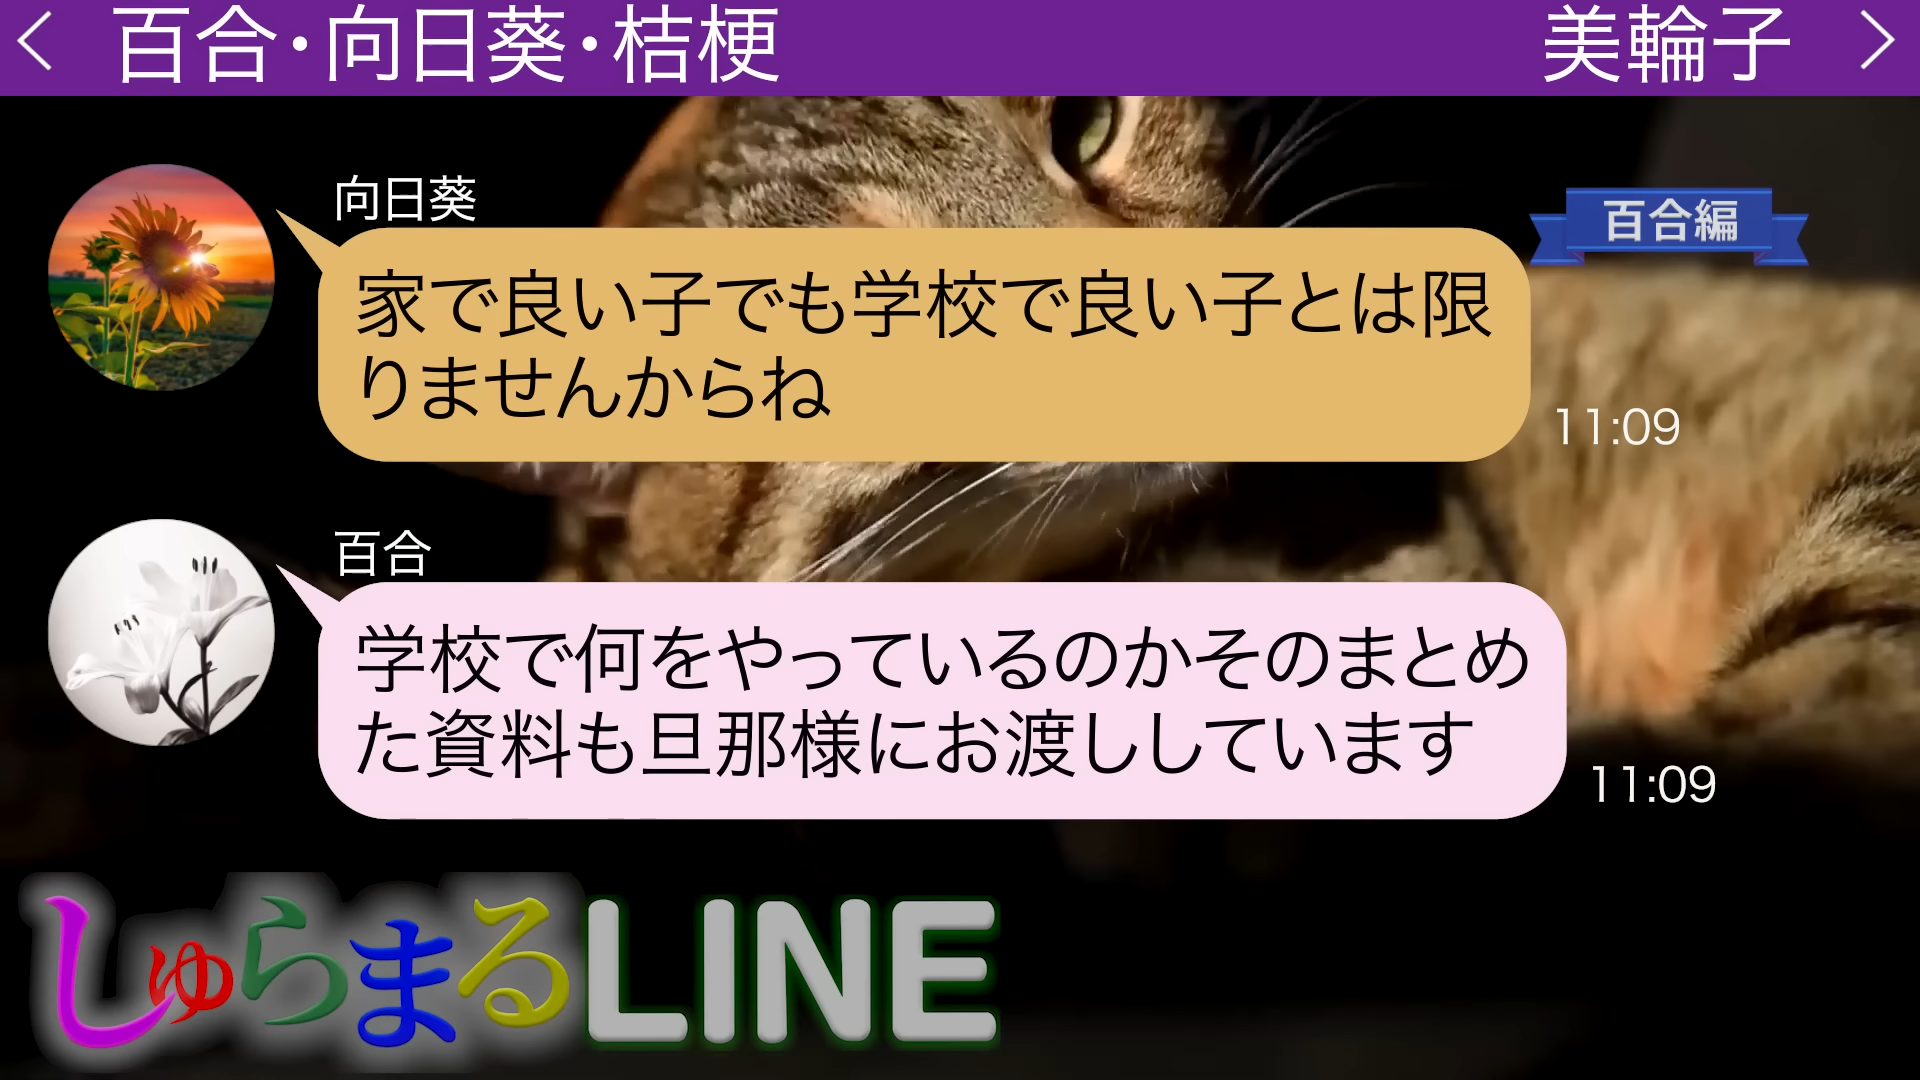 百合・向日葵・桔梗
美輪子
向日葵
百合編
家で良い子でも学校で良い子とは限
りませんからね
11:09
百合
学校で何をやっているのかそのまとめ
た資料も旦那様にお渡ししています
11:09
しゅらまるLINE